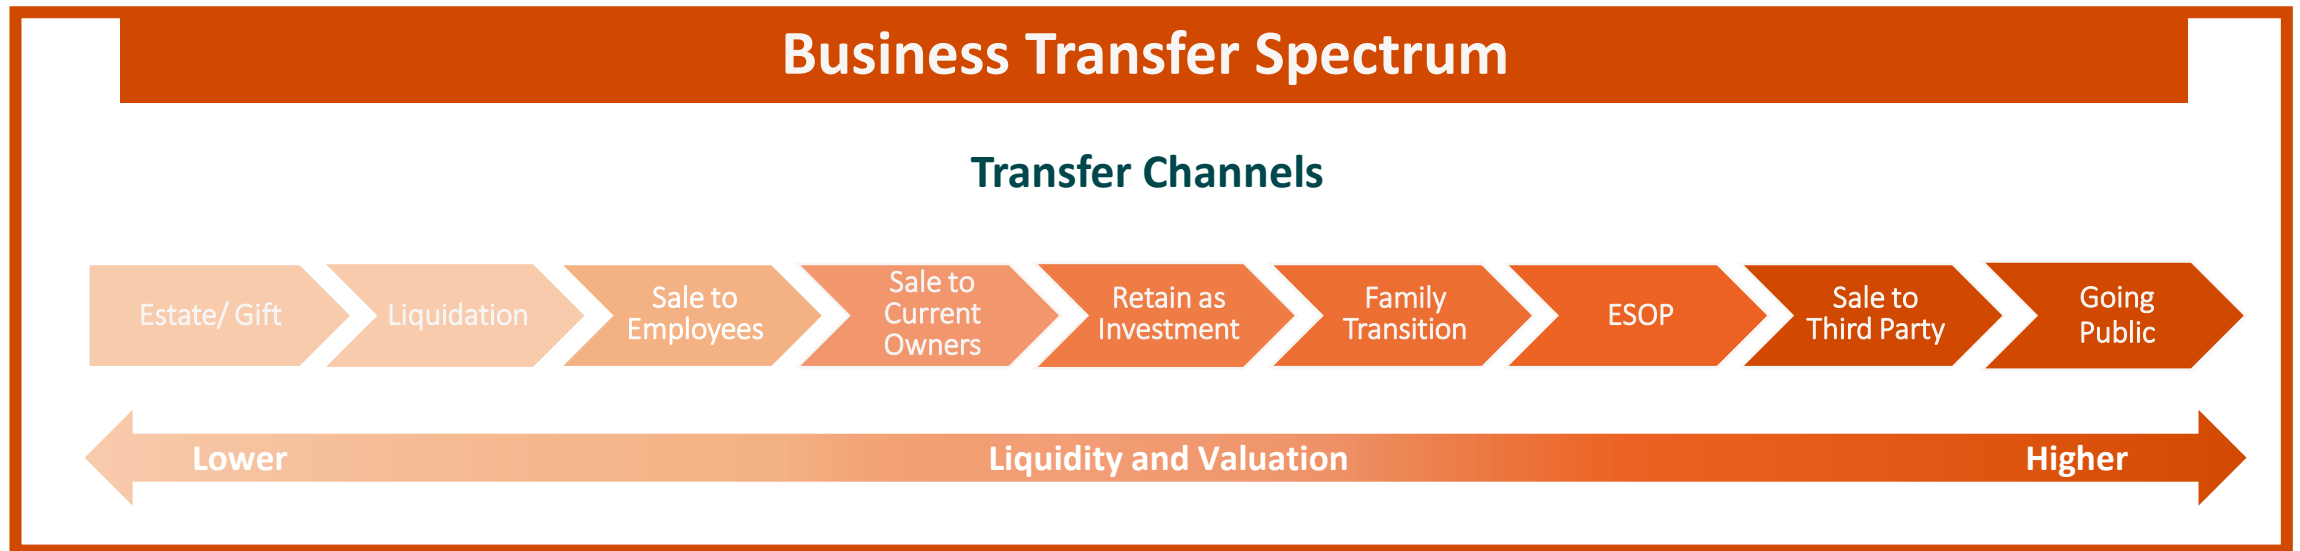 Business Transfer Spectrum
Transfer Channels
Estate/ Gift
Liquidation
Sale to
Employees
Sale to
Current
Owners
Retain as
Investment
Family
Transition
ESOP
Sale to
Third Party
Going
Public
Lower
Liquidity and Valuation
Higher